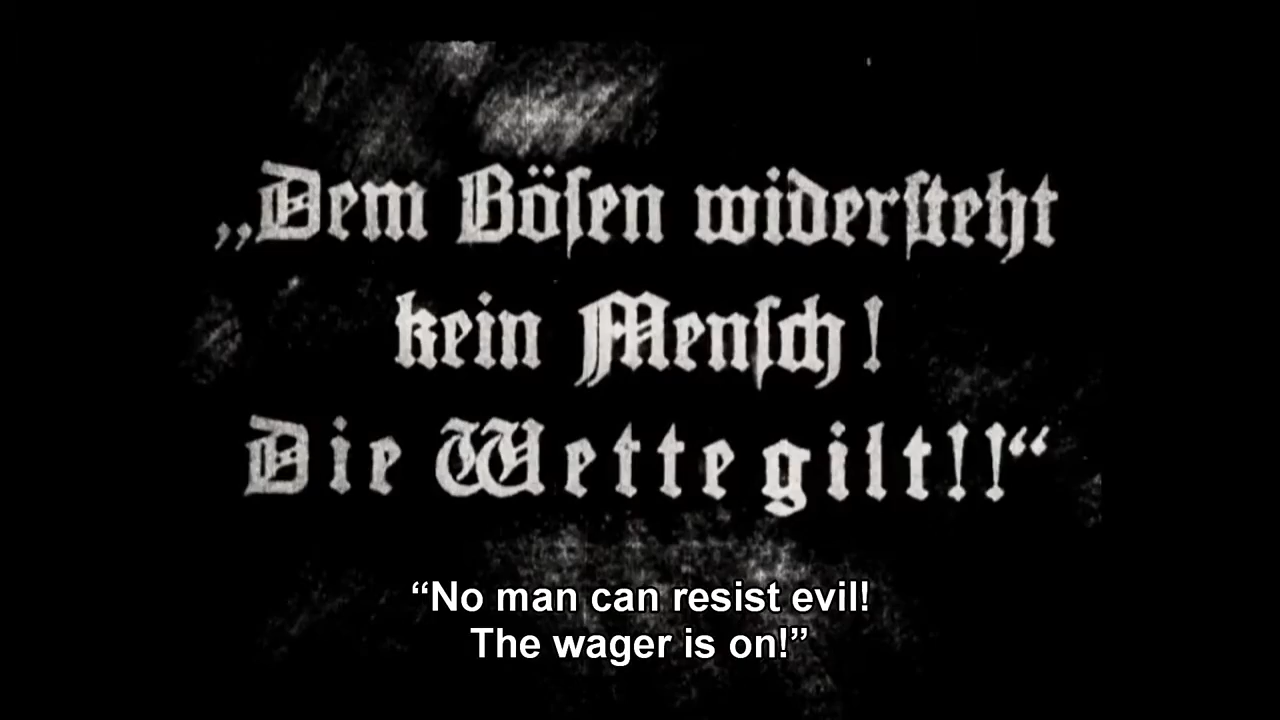 „Dem Bösen widersteht
kein Mensch!
Die Wette gilt!!“
“No man can resist evil!
The wager is on!”